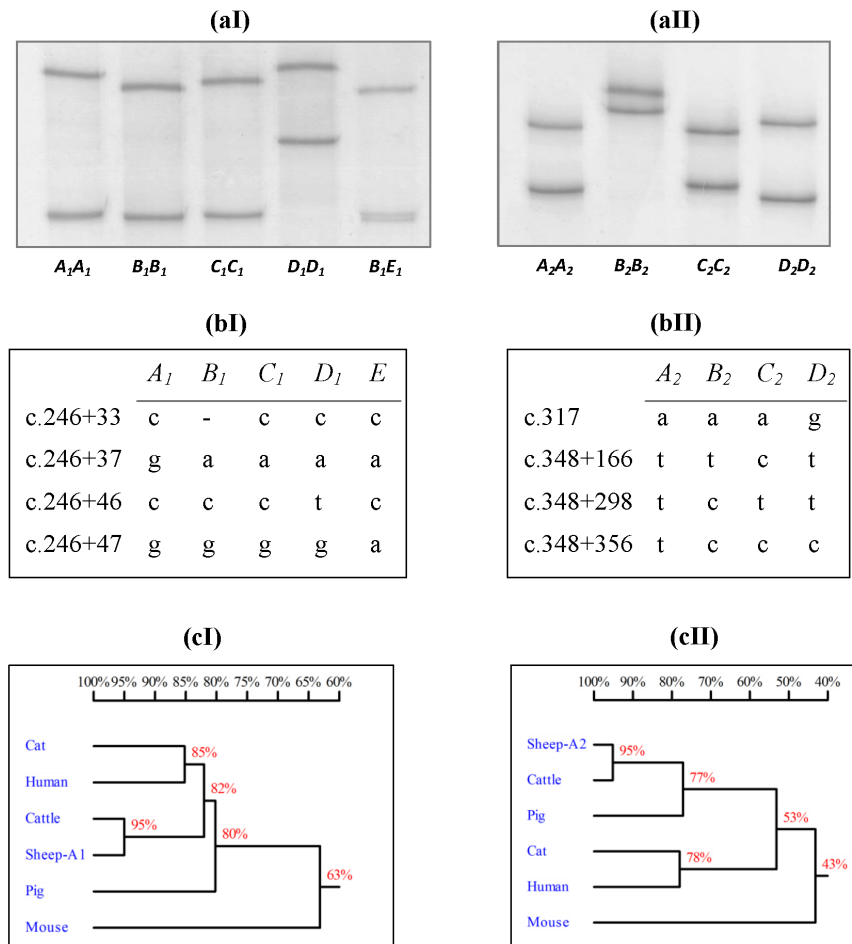 (aI)
(aII)
A1A1 B1B1 C1C1 D1D1 B1E1
A2A2 B2B2 C2C2 D2D2
(bI)
A1 B1 C1 D1 E
c.246+33 c - c c c
c.246+37 g a a a a
c.246+46 c c c t c
c.246+47 g g g g a
(bII)
A2 B2 C2 D2
c.317 a a a g
c.348+166 t t c t
c.348+298 t c t t
c.348+356 t c c c
(cI)
100% 95% 90% 85% 80% 75% 70% 65% 60%
Cat
85%
Human
82%
Cattle
95%
80%
Sheep-A1
63%
Pig
Mouse
(cII)
100% 90% 80% 70% 60% 50% 40%
Sheep-A2
95%
Cattle
77%
Pig
53%
Cat
78%
43%
Human
Mouse